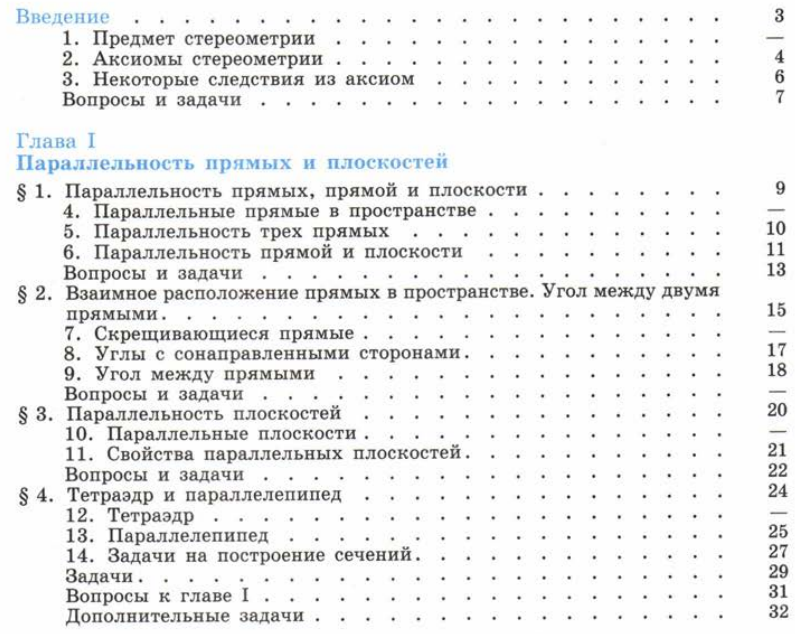 Введение . . . . . . . . . . . . . . . . . . . . 3
1. Предмет стереометрии . . . . . . . . . . . . . . —
2. Аксиомы стереометрии . . . . . . . . . . . . . . 4
3. Некоторые следствия из аксиом . . . . . . . . . . 6
Вопросы и задачи . . . . . . . . . . . . . . . . . 7
Глава I
Параллельность прямых и плоскостей
§ 1. Параллельность прямых, прямой и плоскости . . . . . . . 9
4. Параллельные прямые в пространстве . . . . . . . . —
5. Параллельность трех прямых . . . . . . . . . . . 10
6. Параллельность прямой и плоскости . . . . . . . . 11
Вопросы и задачи . . . . . . . . . . . . . . . . . 13
§ 2. Взаимное расположение прямых в пространстве. Угол между двумя
прямыми . . . . . . . . . . . . . . . . . . . . 15
7. Скрещивающиеся прямые . . . . . . . . . . . . . —
8. Углы с сонаправленными сторонами . . . . . . . . . 17
9. Угол между прямыми . . . . . . . . . . . . . . 18
Вопросы и задачи . . . . . . . . . . . . . . . . . —
§ 3. Параллельность плоскостей . . . . . . . . . . . . . 20
10. Параллельные плоскости . . . . . . . . . . . . . —
11. Свойства параллельных плоскостей . . . . . . . . . 21
Вопросы и задачи . . . . . . . . . . . . . . . . . 22
§ 4. Тетраэдр и параллелепипед . . . . . . . . . . . . . 24
12. Тетраэдр . . . . . . . . . . . . . . . . . . . —
13. Параллелепипед . . . . . . . . . . . . . . . . 25
14. Задачи на построение сечений . . . . . . . . . . . 27
Задачи . . . . . . . . . . . . . . . . . . . . . 29
Вопросы к главе I . . . . . . . . . . . . . . . . . 31
Дополнительные задачи . . . . . . . . . . . . . . . 32